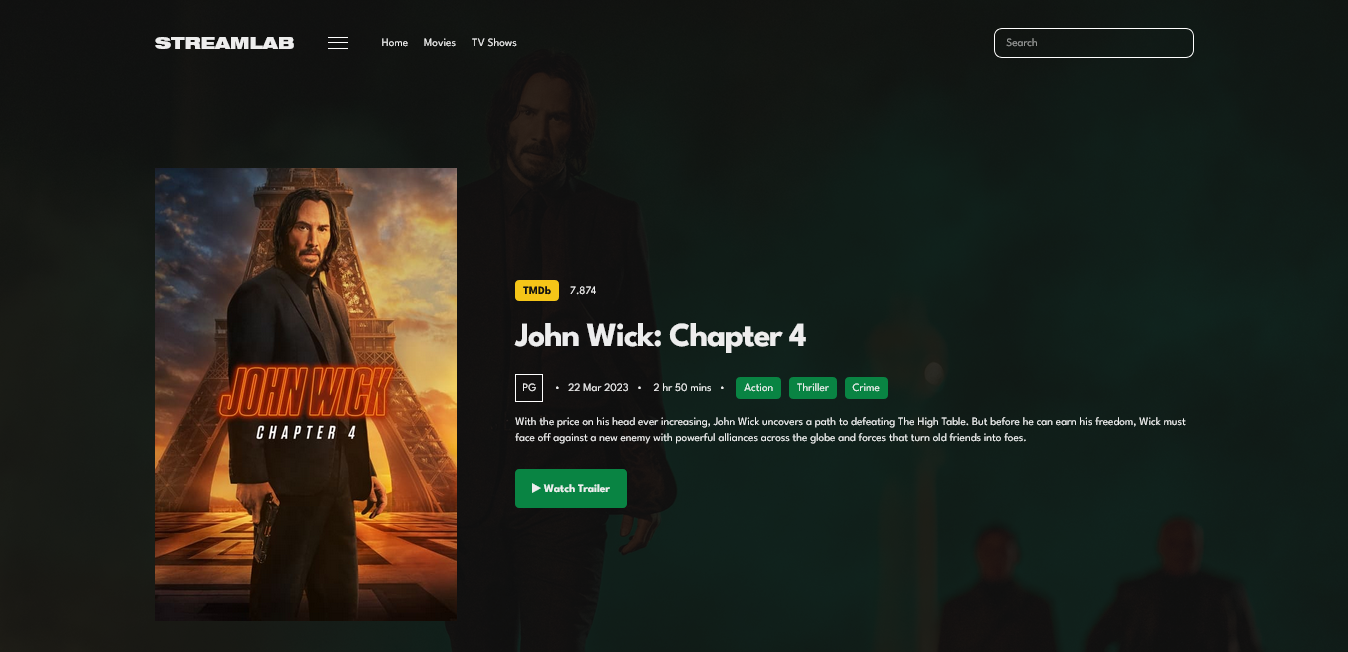 STREAMLAB
Home Movies TV Shows
Search
JOHN WICK
CHAPTER 4
TMDb 7.874
John Wick: Chapter 4
PG • 22 Mar 2023 • 2 hr 50 mins • Action Thriller Crime
With the price on his head ever increasing, John Wick uncovers a path to defeating The High Table. But before he can earn his freedom, Wick must
face off against a new enemy with powerful alliances across the globe and forces that turn old friends into foes.
▶ Watch Trailer